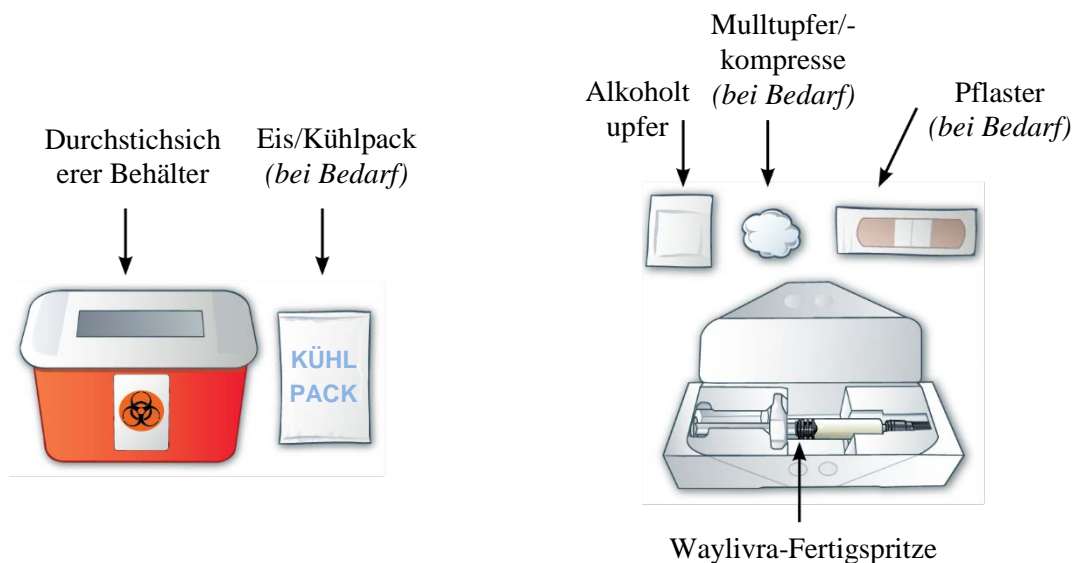 Durchstichsich
erer Behälter
Eis/Kühlpack
(bei Bedarf)
KÜHL
PACK
Alkoholt
upfer
Mulltupfer/-
kompresse
(bei Bedarf)
Pflaster
(bei Bedarf)
Waylivra-Fertigspritze